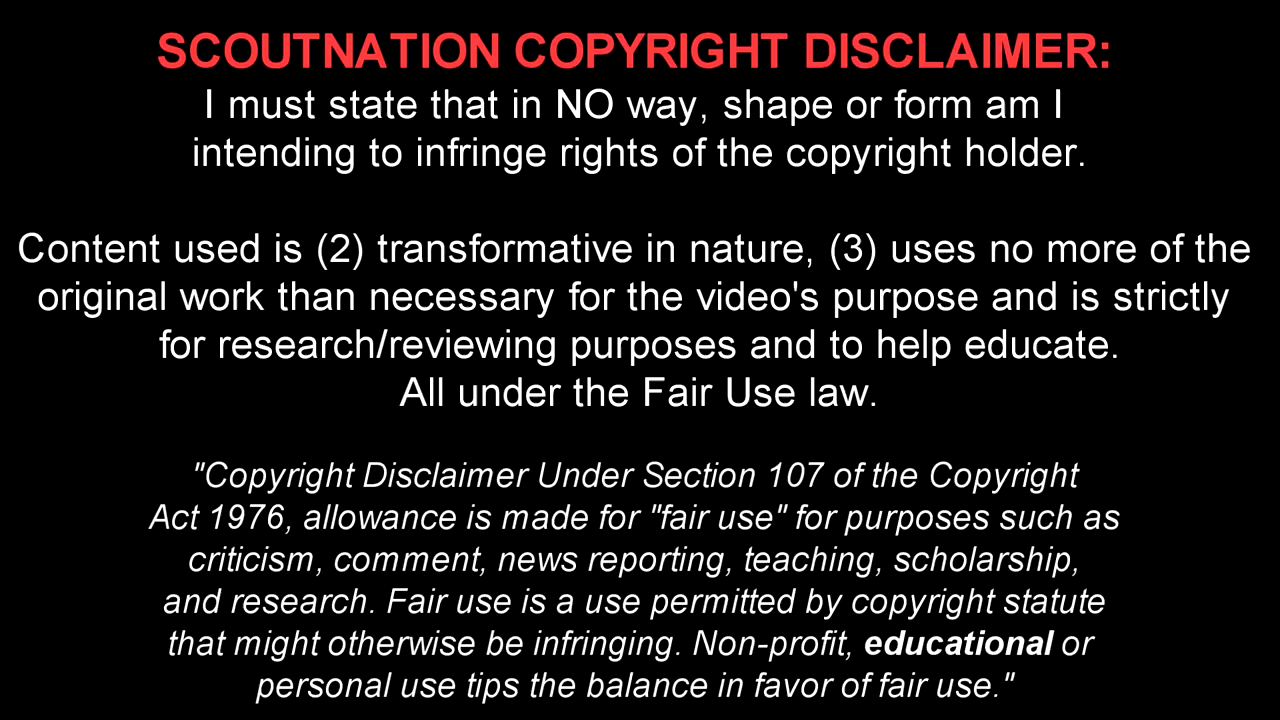 SCOUTNATION COPYRIGHT DISCLAIMER:
I must state that in NO way, shape or form am I
intending to infringe rights of the copyright holder.
Content used is (2) transformative in nature, (3) uses no more of the
original work than necessary for the video's purpose and is strictly
for research/reviewing purposes and to help educate.
All under the Fair Use law.
"Copyright Disclaimer Under Section 107 of the Copyright
Act 1976, allowance is made for "fair use" for purposes such as
criticism, comment, news reporting, teaching, scholarship,
and research. Fair use is a use permitted by copyright statute
that might otherwise be infringing. Non-profit, educational or
personal use tips the balance in favor of fair use."